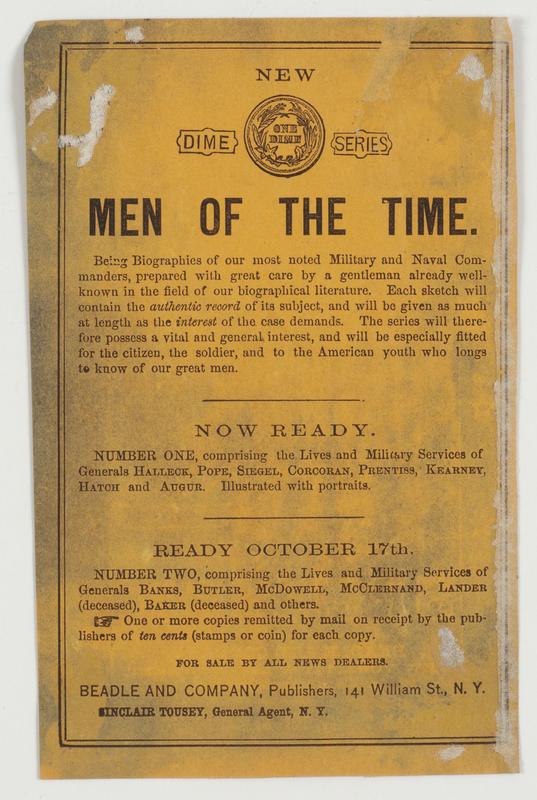 NEW
DIME ONE DIME SERIES
MEN OF THE TIME.
Being Biographies of our most noted Military and Naval Com-
manders, prepared with great care by a gentleman already well-
known in the field of our biographical literature. Each sketch will
contain the authentic record of its subject, and will be given as much
at length as the interest of the case demands. The series will there-
fore possess a vital and general interest, and will be especially fitted
for the citizen, the soldier, and to the American youth who longs
to know of our great men.
NOW READY.
NUMBER ONE, comprising the Lives and Military Services of
Generals HALLECK, POPE, SIEGEL, CORCORAN, PRENTISS, KEARNEY,
HATCH and AUGUR. Illustrated with portraits.
READY OCTOBER 17th.
NUMBER TWO, comprising the Lives and Military Services of
Generals BANKS, BUTLER, MCDOWELL, MCCLERNAND, LANDER
(deceased), BAKER (deceased) and others.
☞ One or more copies remitted by mail on receipt by the pub-
lishers of ten cents (stamps or coin) for each copy.
FOR SALE BY ALL NEWS DEALERS.
BEADLE AND COMPANY, Publishers, 141 William St., N. Y.
SINCLAIR TOUSEY, General Agent, N. Y.